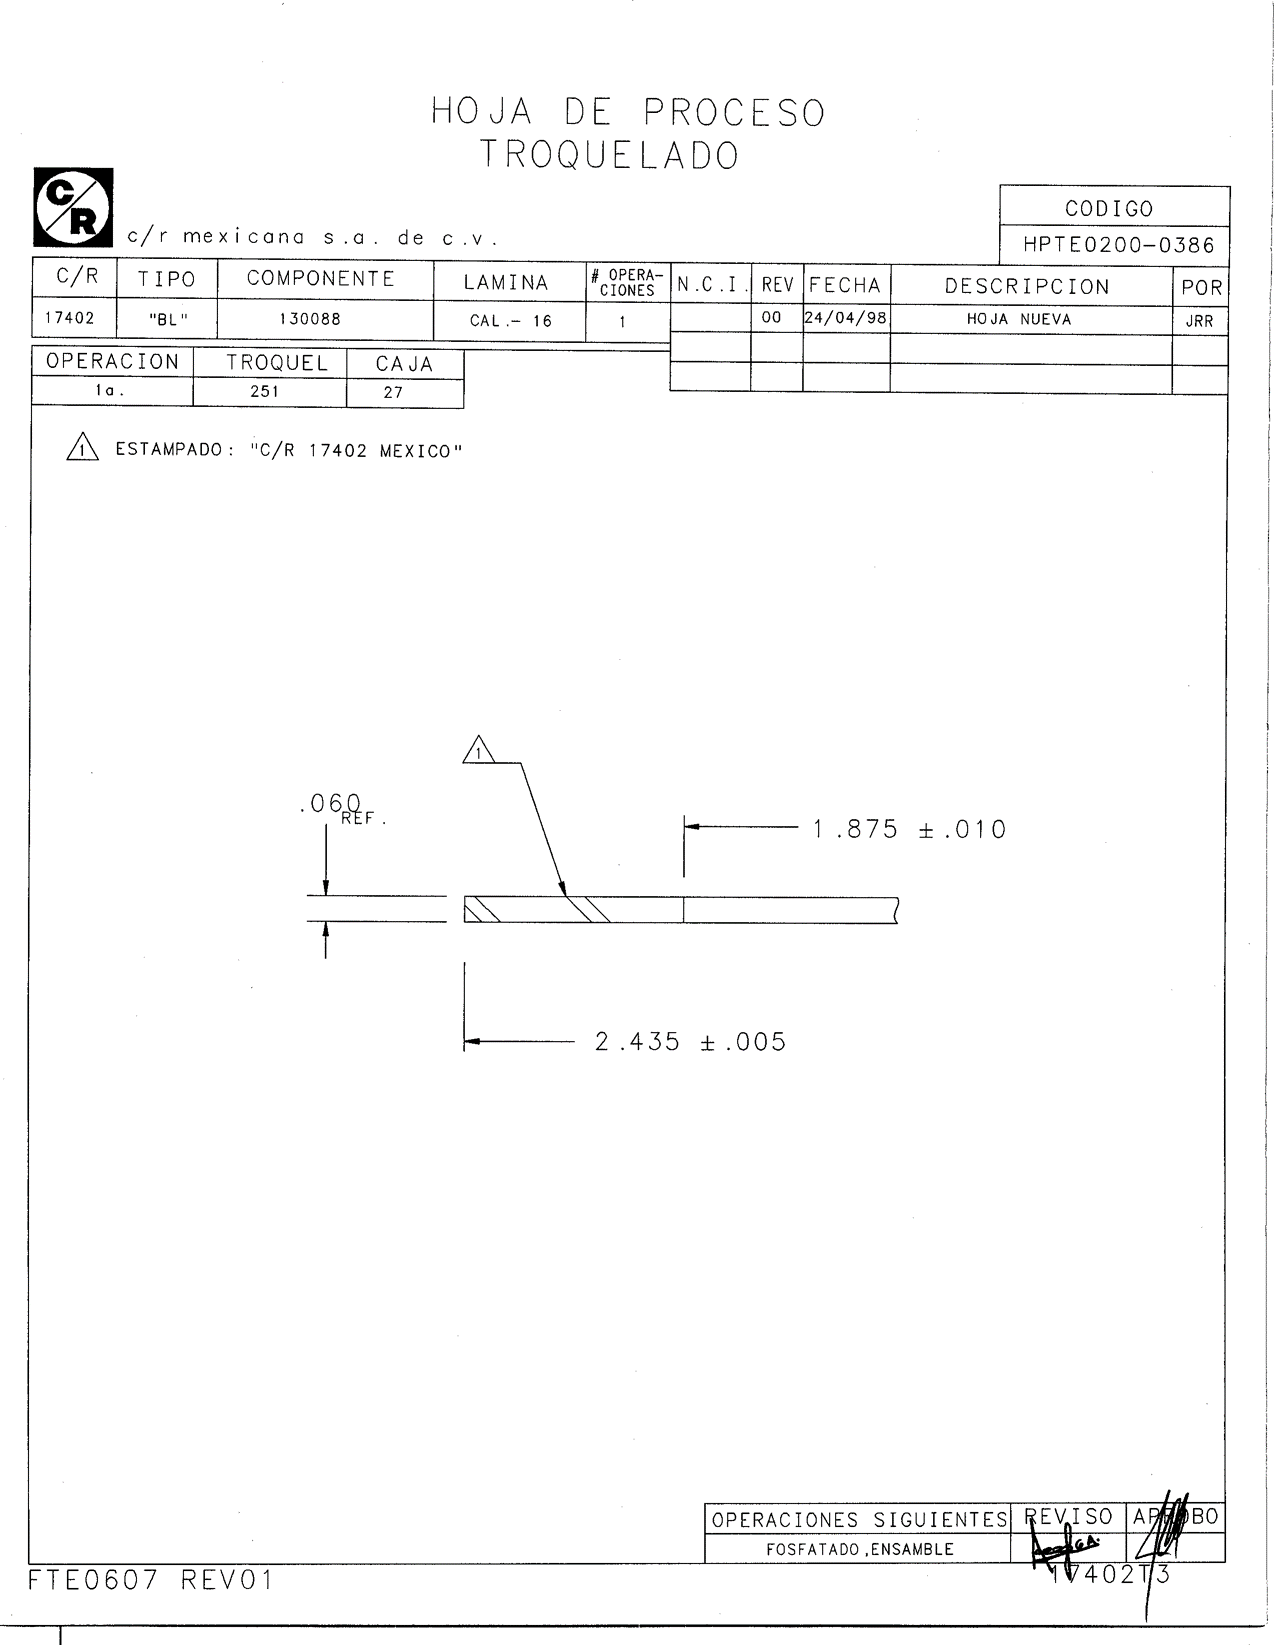 HOJA DE PROCESO
TROQUELADO
C/R
c/r mexicana s.a. de c.v.
CODIGO
HPTE0200-0386
C/R TIPO COMPONENTE LAMINA # OPERA-CIONES N.C.I. REV FECHA DESCRIPCION POR
17402 "BL" 130088 CAL.- 16 1 00 24/04/98 HOJA NUEVA JRR
OPERACION TROQUEL CAJA
1a. 251 27
1 ESTAMPADO: "C/R 17402 MEXICO"
1
.060 REF.
1.875 ±.010
2.435 ±.005
OPERACIONES SIGUIENTES REVISO APROBO
FOSFATADO,ENSAMBLE
FTE0607 REV01 17402T3